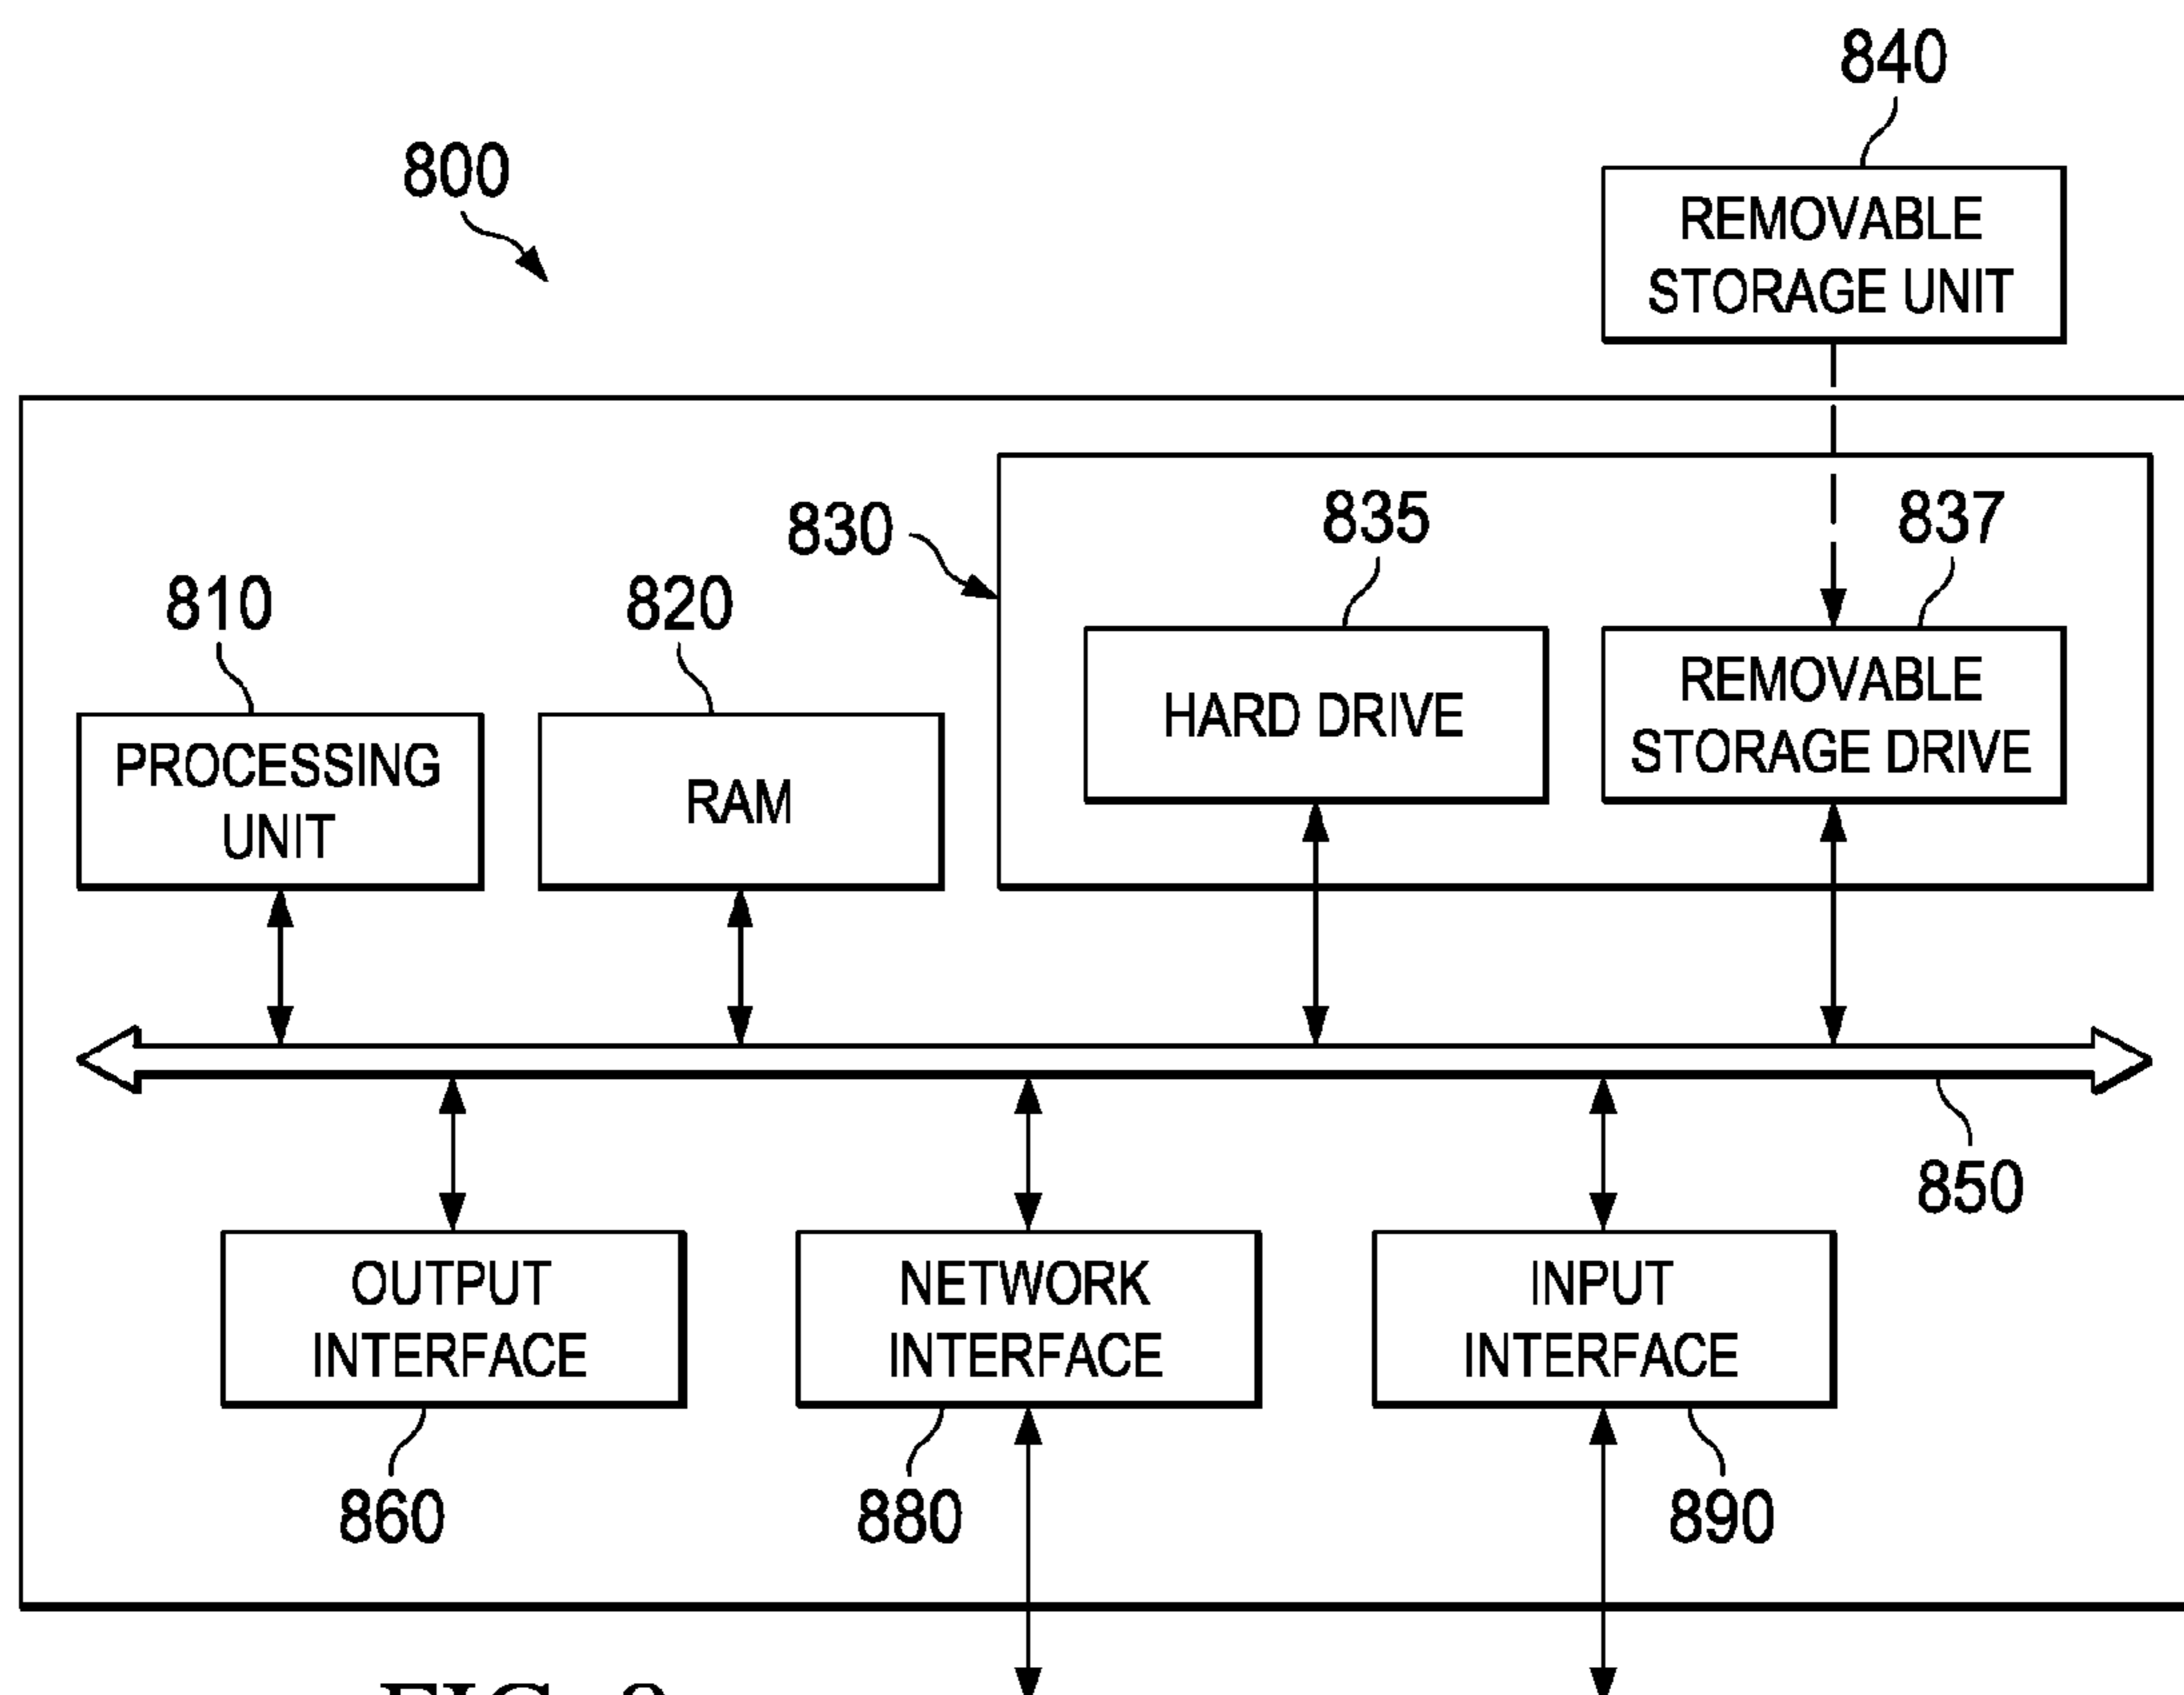 840
800
REMOVABLE
STORAGE UNIT
830
835
837
810
820
HARD DRIVE
REMOVABLE
STORAGE DRIVE
PROCESSING
UNIT
RAM
850
OUTPUT
INTERFACE
NETWORK
INTERFACE
INPUT
INTERFACE
860
880
890